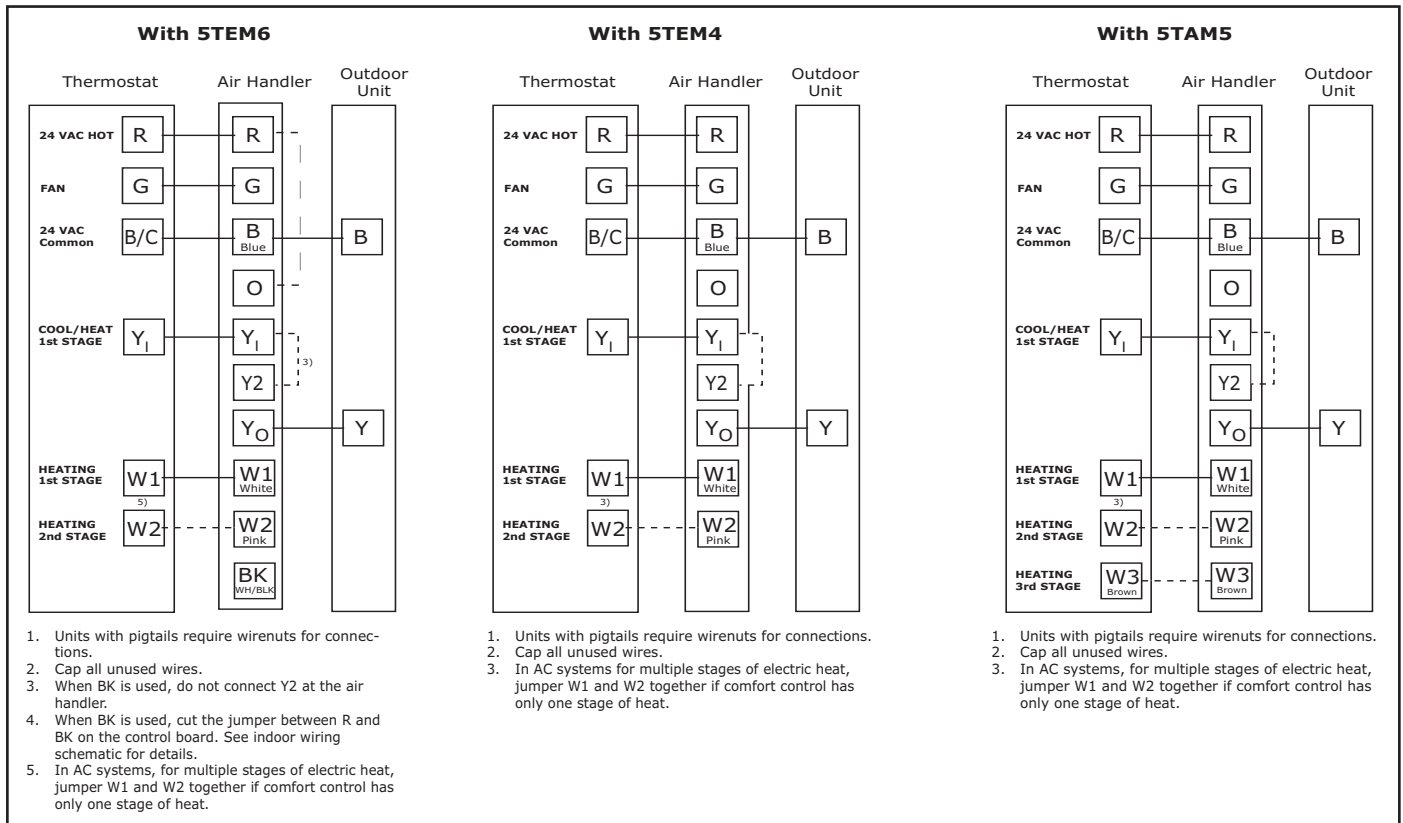 With 5TEM6
Thermostat
Air Handler
Outdoor
Unit
24 VAC HOT R R
FAN G G
24 VAC
Common B/C B B
Blue
O
COOL/HEAT
1st STAGE YI YI
3)
Y2
YO Y
HEATING
1st STAGE W1 W1
White
5)
HEATING
2nd STAGE W2 W2
Pink
BK
WH/BLK
1. Units with pigtails require wirenuts for connec-
tions.
2. Cap all unused wires.
3. When BK is used, do not connect Y2 at the air
handler.
4. When BK is used, cut the jumper between R and
BK on the control board. See indoor wiring
schematic for details.
5. In AC systems, for multiple stages of electric heat,
jumper W1 and W2 together if comfort control has
only one stage of heat.
With 5TEM4
Thermostat
Air Handler
Outdoor
Unit
24 VAC HOT R R
FAN G G
24 VAC
Common B/C B B
Blue
O
COOL/HEAT
1st STAGE YI YI
Y2
YO Y
HEATING
1st STAGE W1 W1
White
3)
HEATING
2nd STAGE W2 W2
Pink
1. Units with pigtails require wirenuts for connections.
2. Cap all unused wires.
3. In AC systems for multiple stages of electric heat,
jumper W1 and W2 together if comfort control has
only one stage of heat.
With 5TAM5
Thermostat
Air Handler
Outdoor
Unit
24 VAC HOT R R
FAN G G
24 VAC
Common B/C B B
Blue
O
COOL/HEAT
1st STAGE YI YI
Y2
YO Y
HEATING
1st STAGE W1 W1
White
3)
HEATING
2nd STAGE W2 W2
Pink
HEATING
3rd STAGE W3 W3
Brown Brown
1. Units with pigtails require wirenuts for connections.
2. Cap all unused wires.
3. In AC systems, for multiple stages of electric heat,
jumper W1 and W2 together if comfort control has
only one stage of heat.